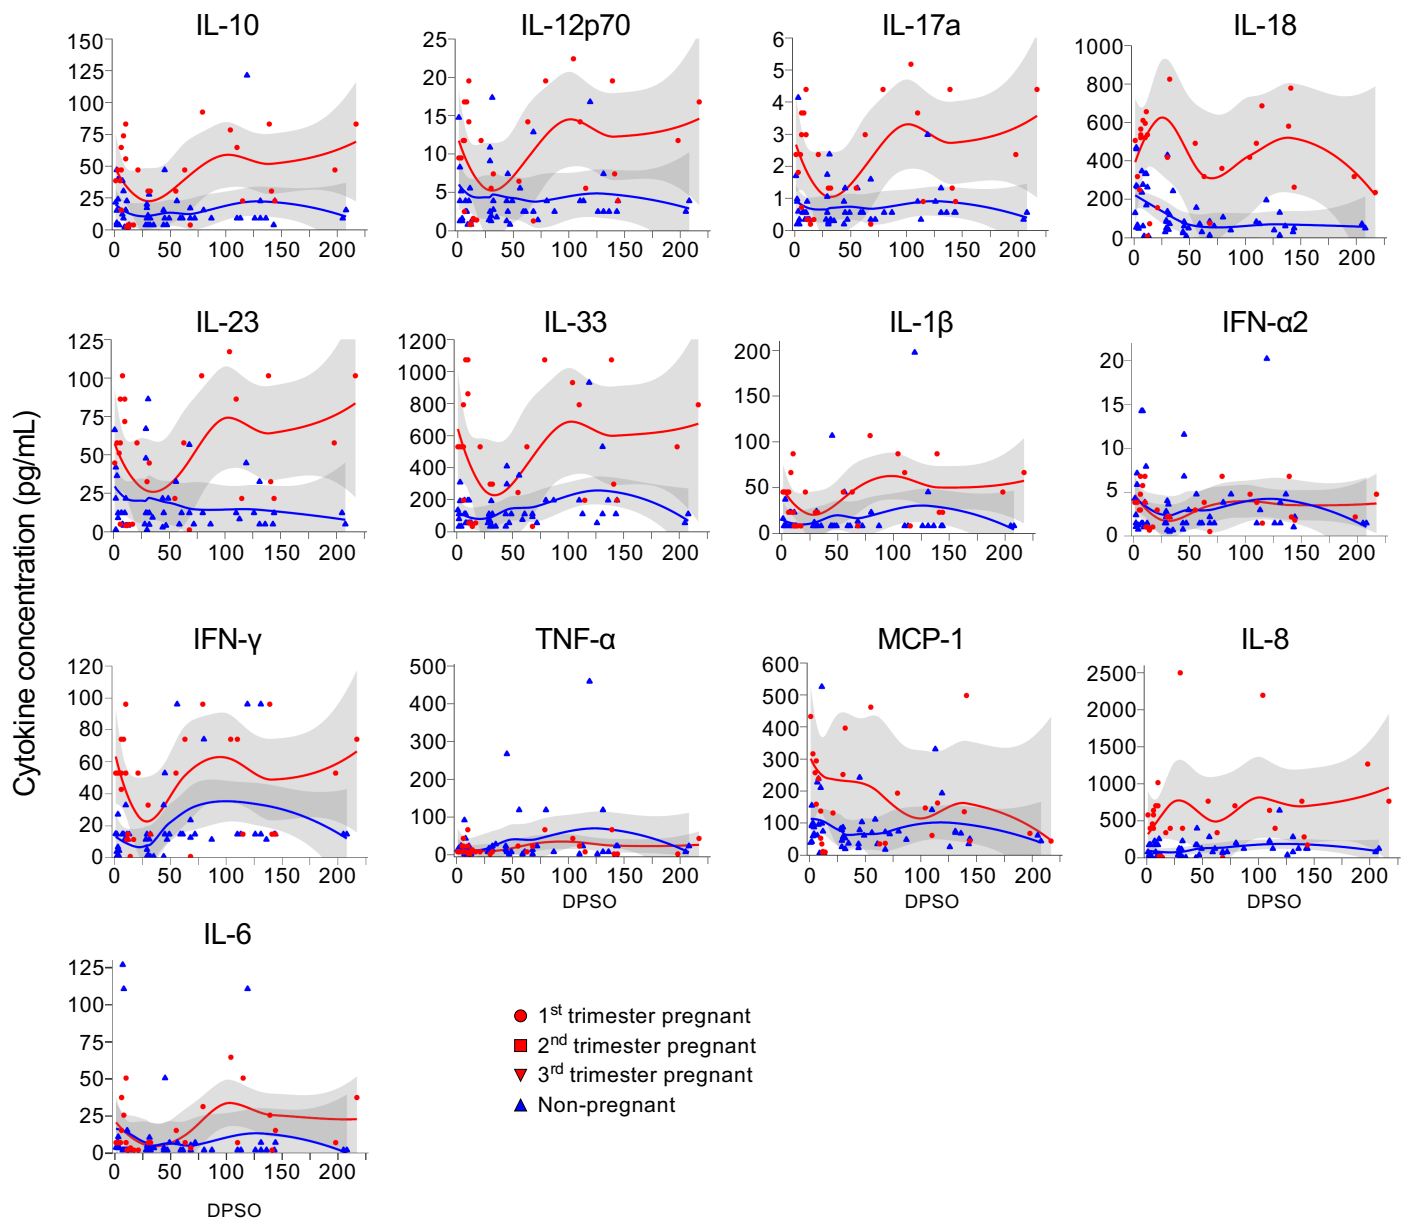 IL-10
IL-12p70
IL-17a
IL-18
150
125
100
75
50
25
0
0 50 100 150 200
25
20
15
10
5
0
0 50 100 150 200
6
5
4
3
2
1
0
0 50 100 150 200
1000
800
600
400
200
0
0 50 100 150 200
IL-23
IL-33
IL-1β
IFN-α2
125
100
75
50
25
0
0 50 100 150 200
1200
1000
800
600
400
200
0
0 50 100 150 200
200
150
100
50
0
0 50 100 150 200
20
15
10
5
0
0 50 100 150 200
Cytokine concentration (pg/mL)
IFN-γ
TNF-α
MCP-1
IL-8
120
100
80
60
40
20
0
0 50 100 150 200
500
400
300
200
100
0
0 50 100 150 200
600
500
400
300
200
100
0
0 50 100 150 200
DPSO
2500
2000
1500
1000
500
0
0 50 100 150 200
DPSO
IL-6
125
100
75
50
25
0
0 50 100 150 200
DPSO
1st trimester pregnant
2nd trimester pregnant
3rd trimester pregnant
Non-pregnant